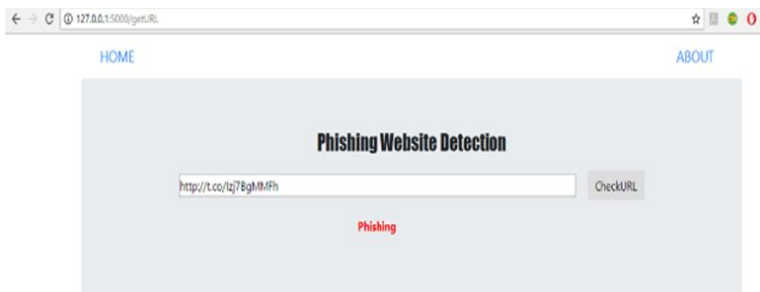 127.0.0.1:5000/getURL
HOME
ABOUT
Phishing Website Detection
http://t.co/lzj7BgMMFh
CheckURL
Phishing